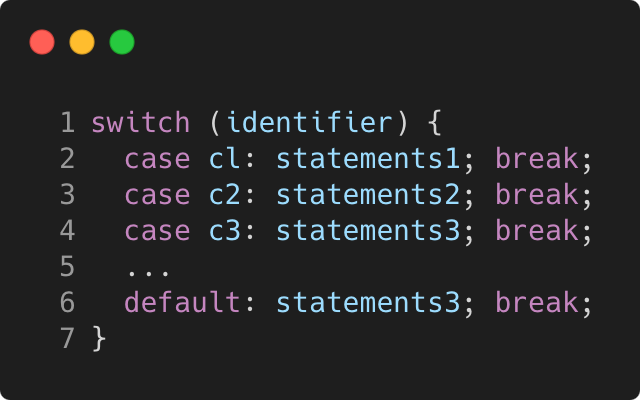 1 switch (identifier) {
2   case cl: statements1; break;
3   case c2: statements2; break;
4   case c3: statements3; break;
5   ...
6   default: statements3; break;
7 }